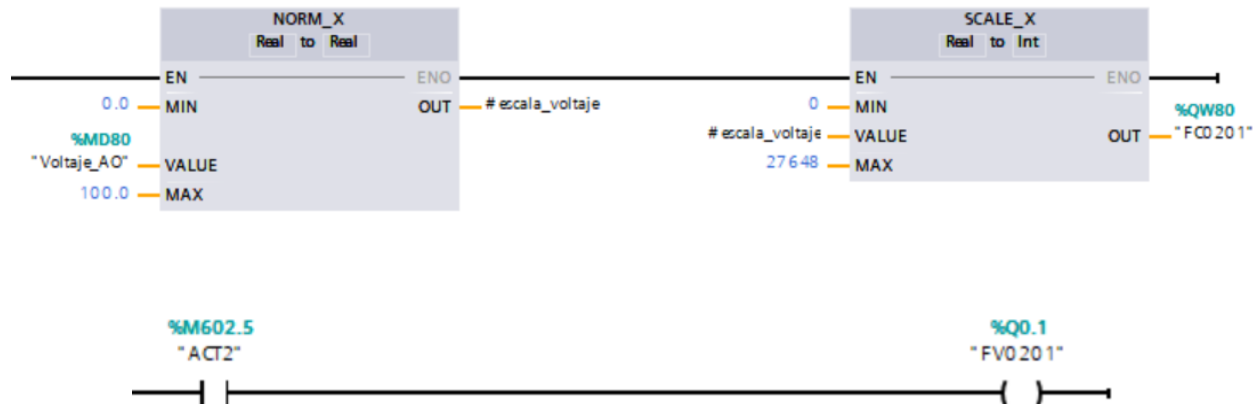 NORM_X
Real to Real
EN
ENO
0.0
MIN
OUT
#escala_voltaje
%MD80
"Voltaje_AO"
VALUE
100.0
MAX
SCALE_X
Real to Int
EN
ENO
0
MIN
%QW80
#escala_voltaje
VALUE
OUT
"FC0201"
27648
MAX
%M602.5
"ACT2"
%Q0.1
"FV0201"